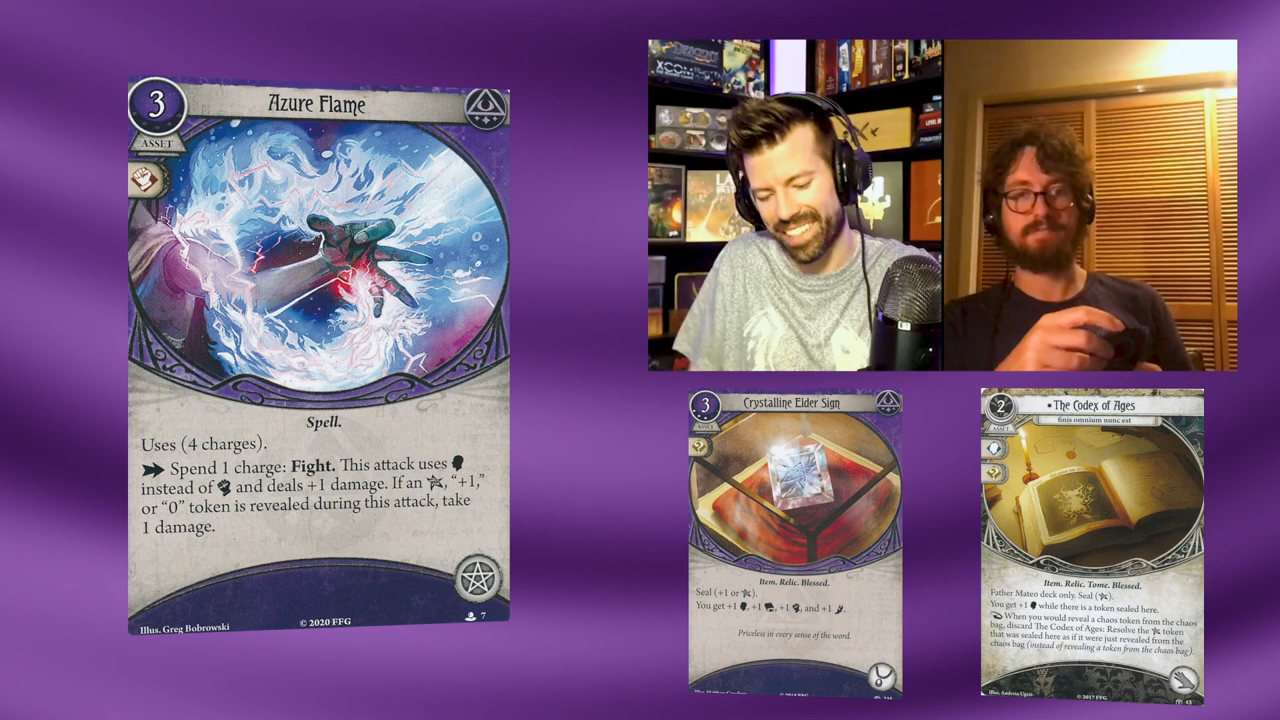 3
Azure Flame
ASSET
Spell.
Uses (4 charges).
Spend 1 charge: Fight. This attack uses
instead of and deals +1 damage. If an , “+1,”
or “0” token is revealed during this attack, take
1 damage.
Illus. Greg Bobrowski
© 2020 FFG
7
DESCENT
XCOM
3
Crystalline Elder Sign
ASSET
Item. Relic. Blessed.
Seal (+1 or ).
You get +1 , +1 , +1 , and +1 .
Priceless in every sense of the word.
2
The Codex of Ages
finis omnium nunc est
ASSET
Item. Relic. Tome. Blessed.
Father Mateo deck only. Seal ( ).
You get +1 while there is a token sealed here.
When you would reveal a chaos token from the chaos
bag, discard The Codex of Ages: Resolve the token
that was sealed here as if it were just revealed from the
chaos bag (instead of revealing a token from the chaos bag).
© 2017 FFG